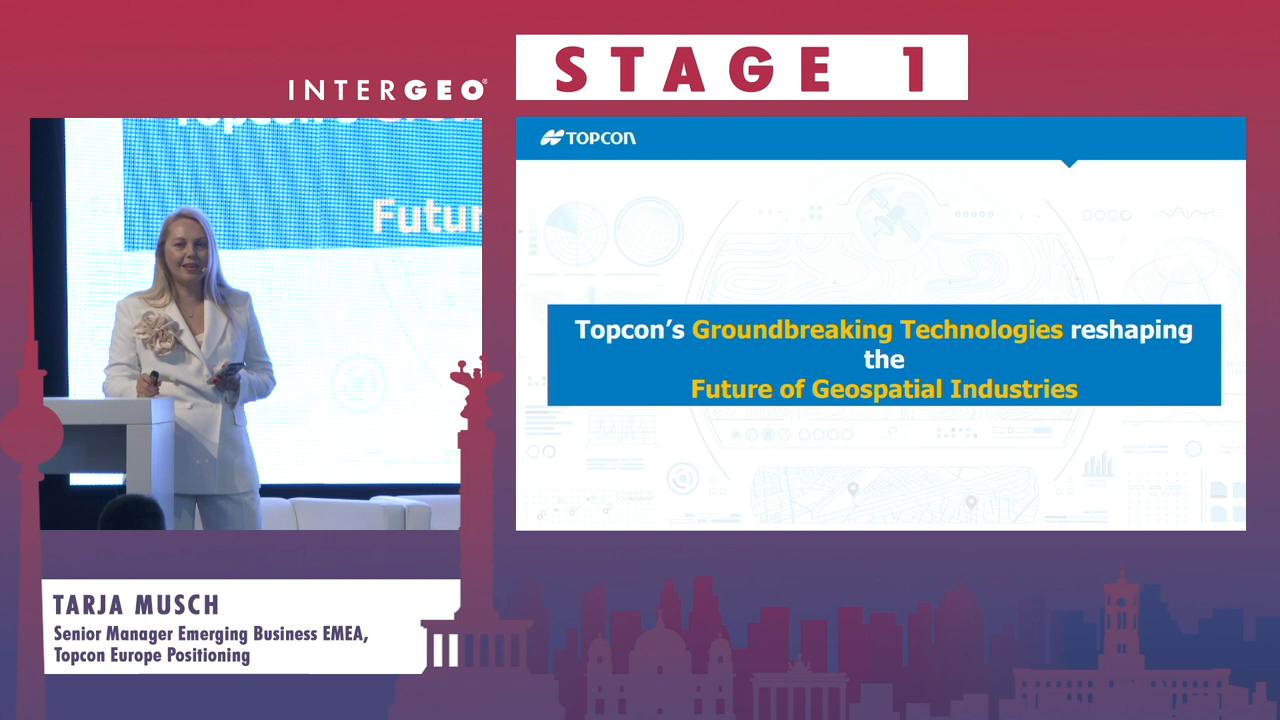 STAGE 1
INTERGEO®
TOPCON
Futur
Topcon's Groundbreaking Technologies reshaping
the
Future of Geospatial Industries
TARJA MUSCH
Senior Manager Emerging Business EMEA,
Topcon Europe Positioning